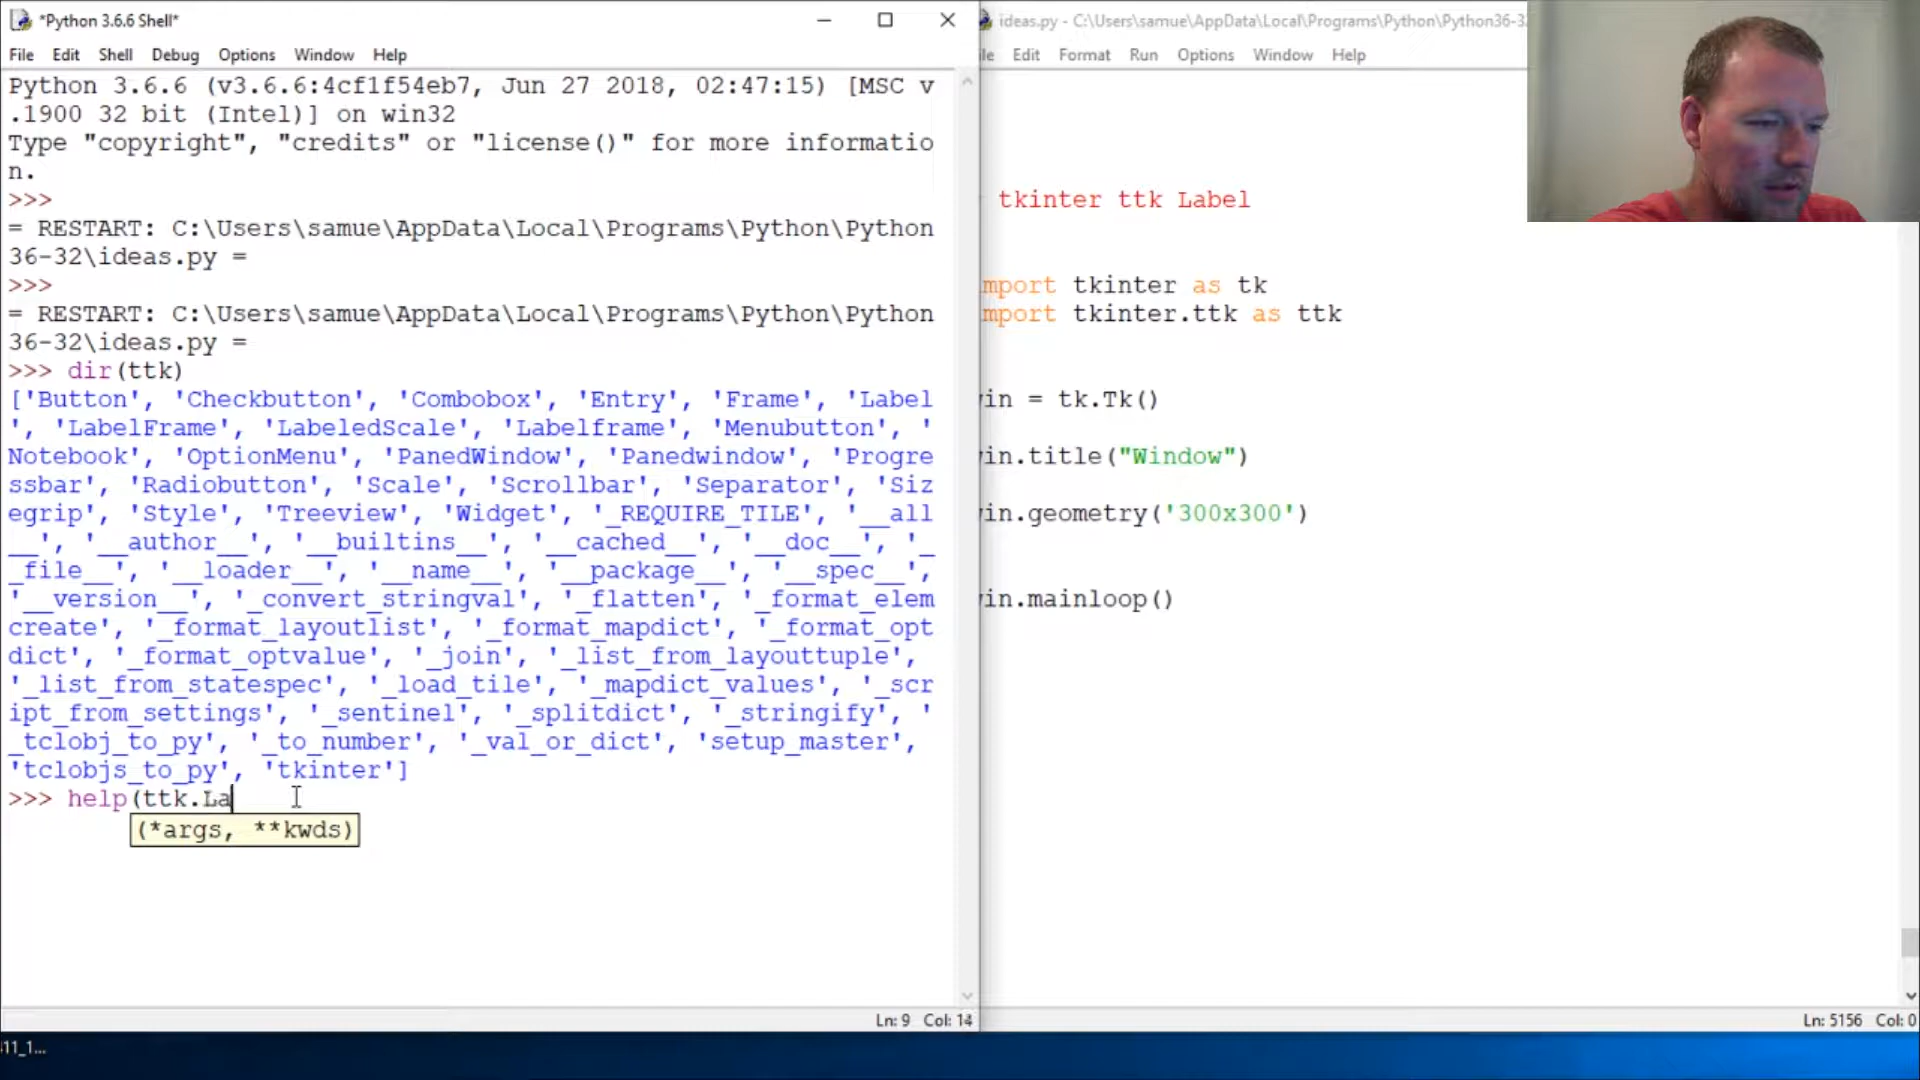 *Python 3.6.6 Shell*
File Edit Shell Debug Options Window Help
Python 3.6.6 (v3.6.6:4cf1f54eb7, Jun 27 2018, 02:47:15) [MSC v
.1900 32 bit (Intel)] on win32
Type "copyright", "credits" or "license()" for more informatio
n.
>>>
= RESTART: C:\Users\samue\AppData\Local\Programs\Python\Python
36-32\ideas.py =
>>>
= RESTART: C:\Users\samue\AppData\Local\Programs\Python\Python
36-32\ideas.py =
>>> dir(ttk)
['Button', 'Checkbutton', 'Combobox', 'Entry', 'Frame', 'Label
', 'LabelFrame', 'LabeledScale', 'Labelframe', 'Menubutton', '
Notebook', 'OptionMenu', 'PanedWindow', 'Panedwindow', 'Progre
ssbar', 'Radiobutton', 'Scale', 'Scrollbar', 'Separator', 'Siz
egrip', 'Style', 'Treeview', 'Widget', '_REQUIRE_TILE', '__all
__', '__author__', '__builtins__', '__cached__', '__doc__', '_
_file__', '__loader__', '__name__', '__package__', '__spec__',
'__version__', '_convert_stringval', '_flatten', '_format_elem
create', '_format_layoutlist', '_format_mapdict', '_format_opt
dict', '_format_optvalue', '_join', '_list_from_layouttuple',
'_list_from_statespec', '_load_tile', '_mapdict_values', '_scr
ipt_from_settings', '_sentinel', '_splitdict', '_stringify', '
_tclobj_to_py', '_to_number', '_val_or_dict', 'setup_master',
'tclobjs_to_py', 'tkinter']
>>> help(ttk.La
(*args, **kwds)
Ln: 9 Col: 14
ideas.py - C:\Users\samue\AppData\Local\Programs\Python\Python36-3
le Edit Format Run Options Window Help
tkinter ttk Label
mport tkinter as tk
mport tkinter.ttk as ttk
in = tk.Tk()
in.title("Window")
in.geometry('300x300')
in.mainloop()
Ln: 5156 Col: 0
11_1...